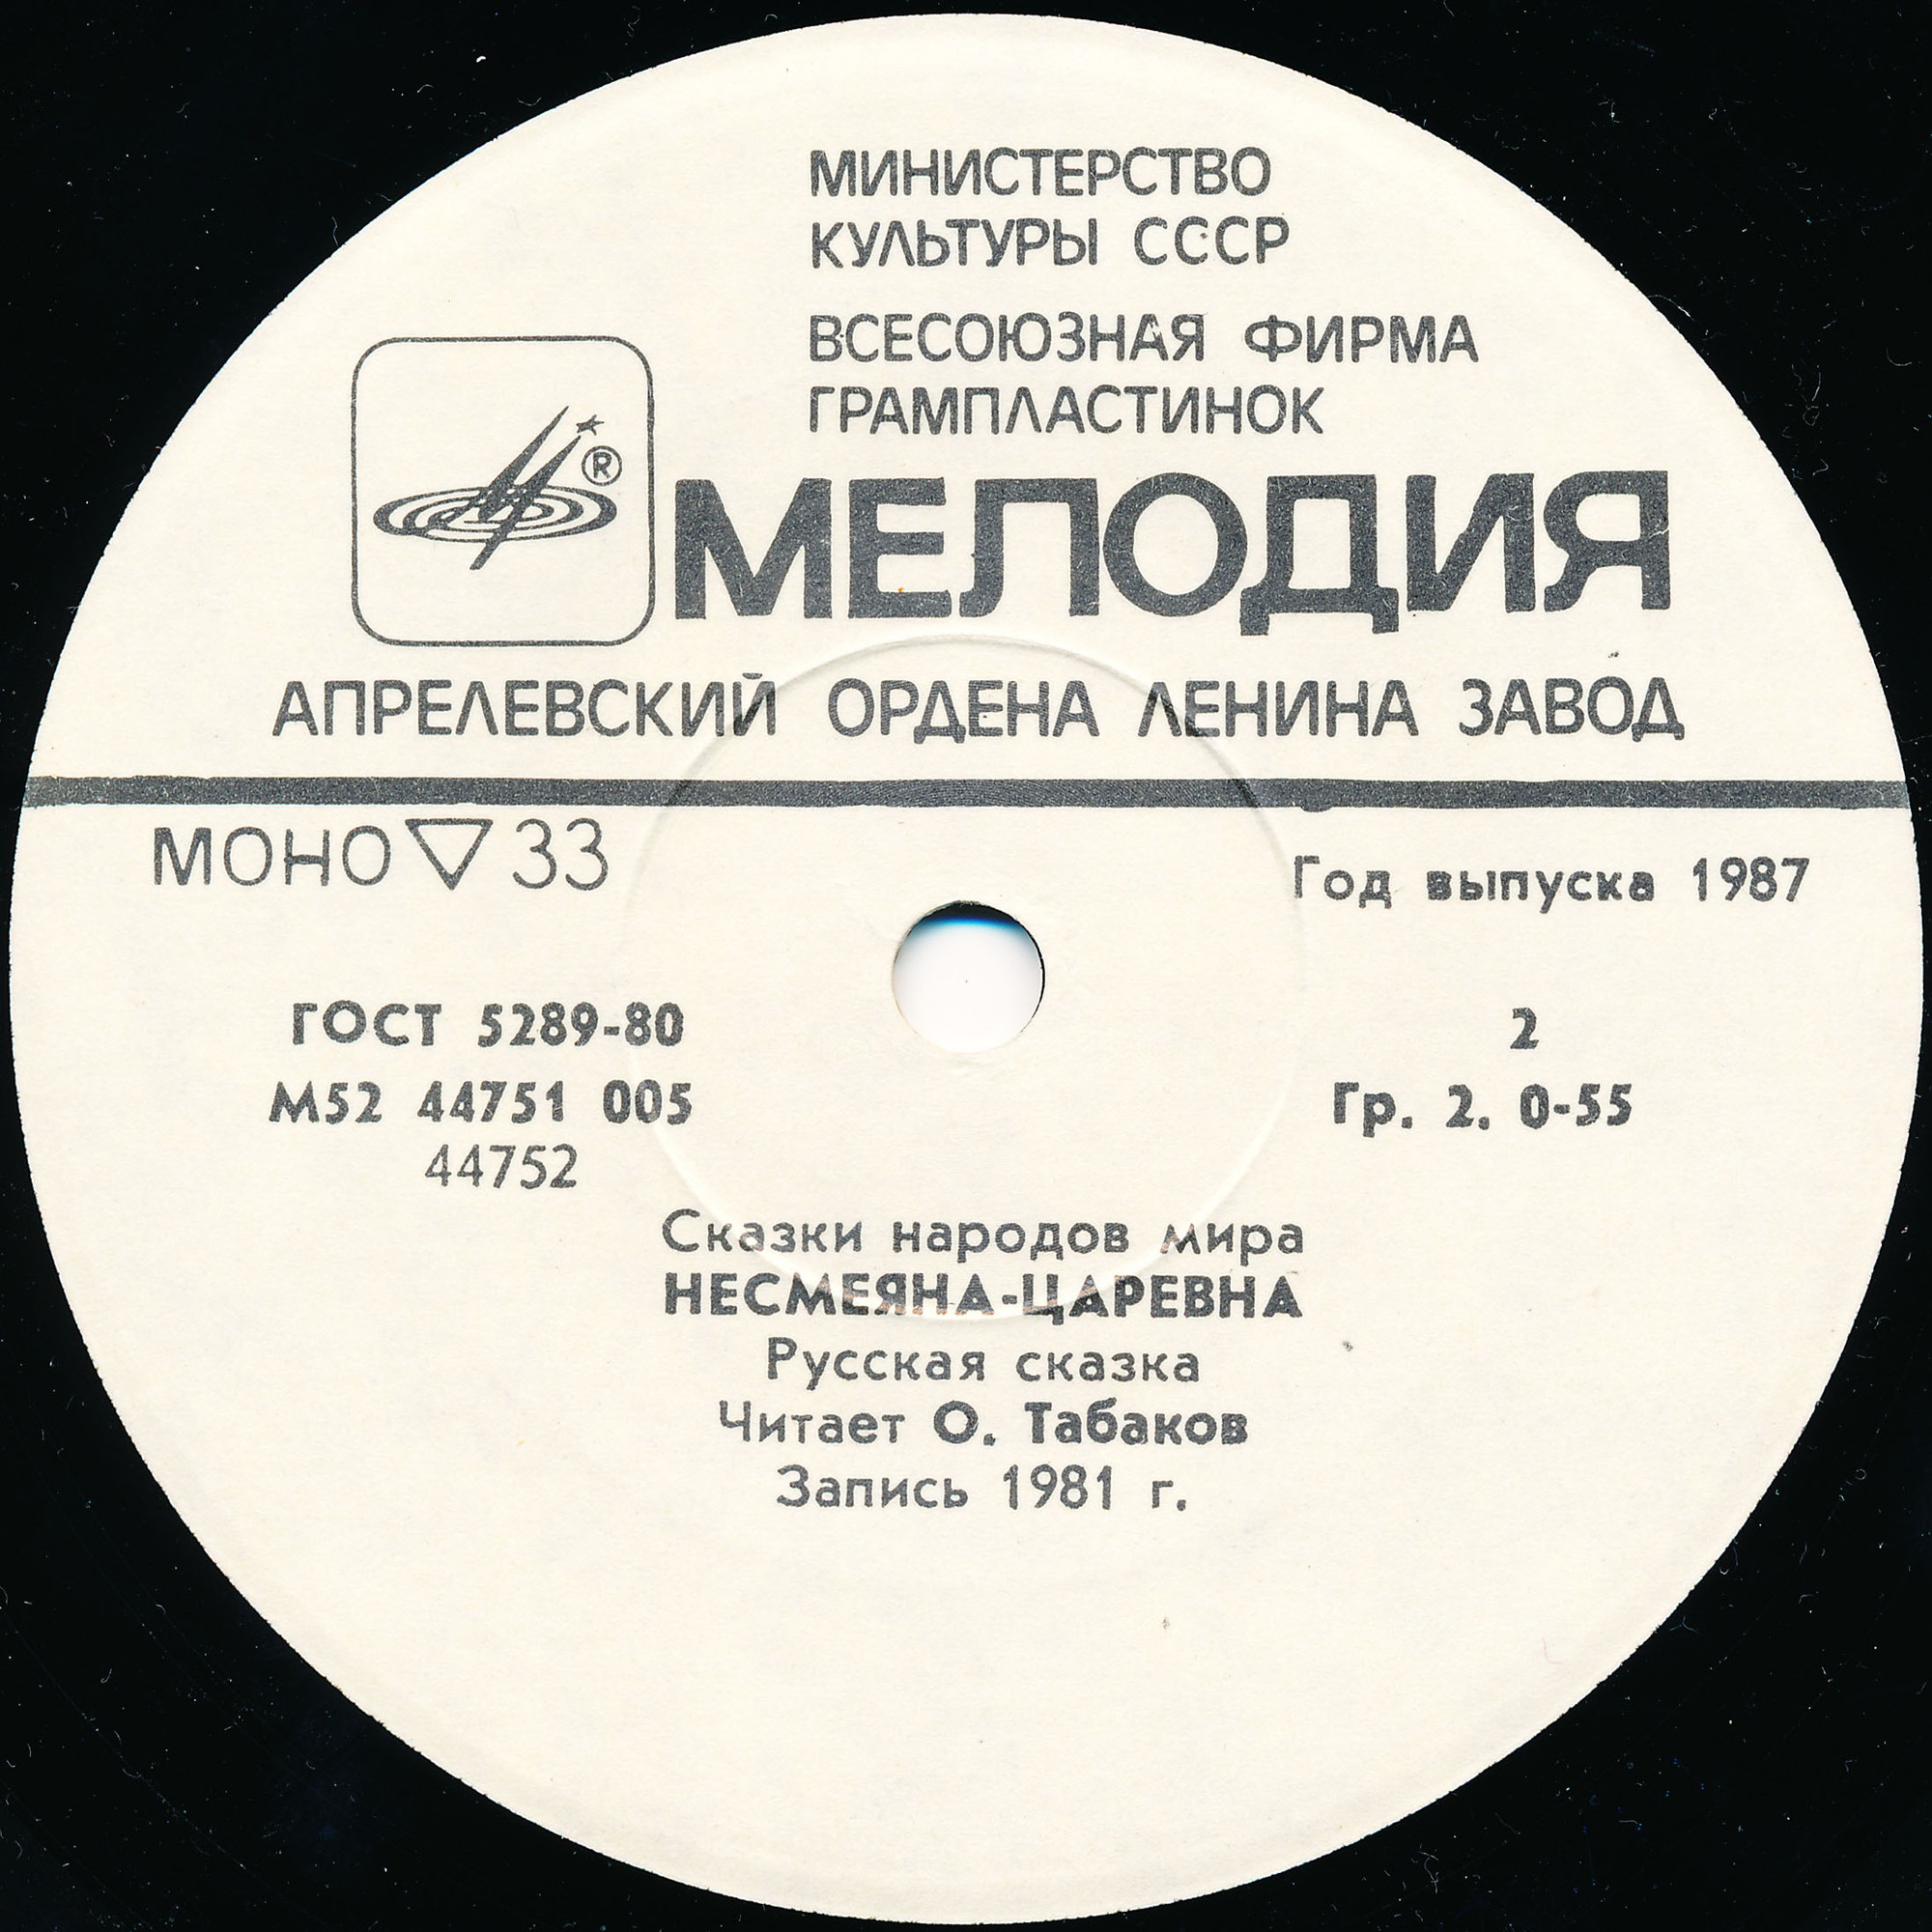 МИНИСТЕРСТВО
КУЛЬТУРЫ СССР
ВСЕСОЮЗНАЯ ФИРМА
ГРАМПЛАСТИНОК
®
МЕЛОДИЯ
АПРЕЛЕВСКИЙ ОРДЕНА ЛЕНИНА ЗАВОД
МОНО ▽ 33
Год выпуска 1987
ГОСТ 5289-80
2
М52 44751 005
Гр. 2. 0-55
44752
Сказки народов мира
НЕСМЕЯНА-ЦАРЕВНА
Русская сказка
Читает О. Табаков
Запись 1981 г.